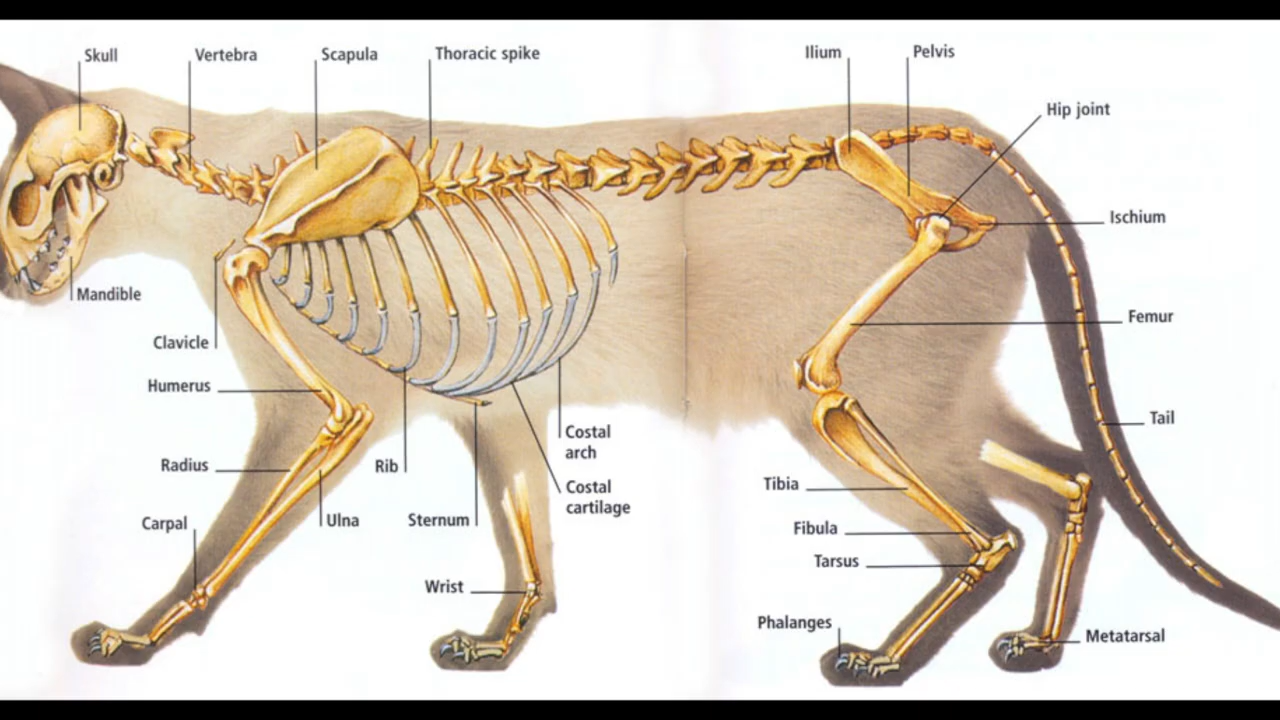 Skull
Vertebra
Scapula
Thoracic spike
Ilium
Pelvis
Hip joint
Ischium
Mandible
Femur
Clavicle
Humerus
Tail
Costal
arch
Radius
Rib
Costal
cartilage
Tibia
Carpal
Ulna
Sternum
Fibula
Tarsus
Wrist
Phalanges
Metatarsal